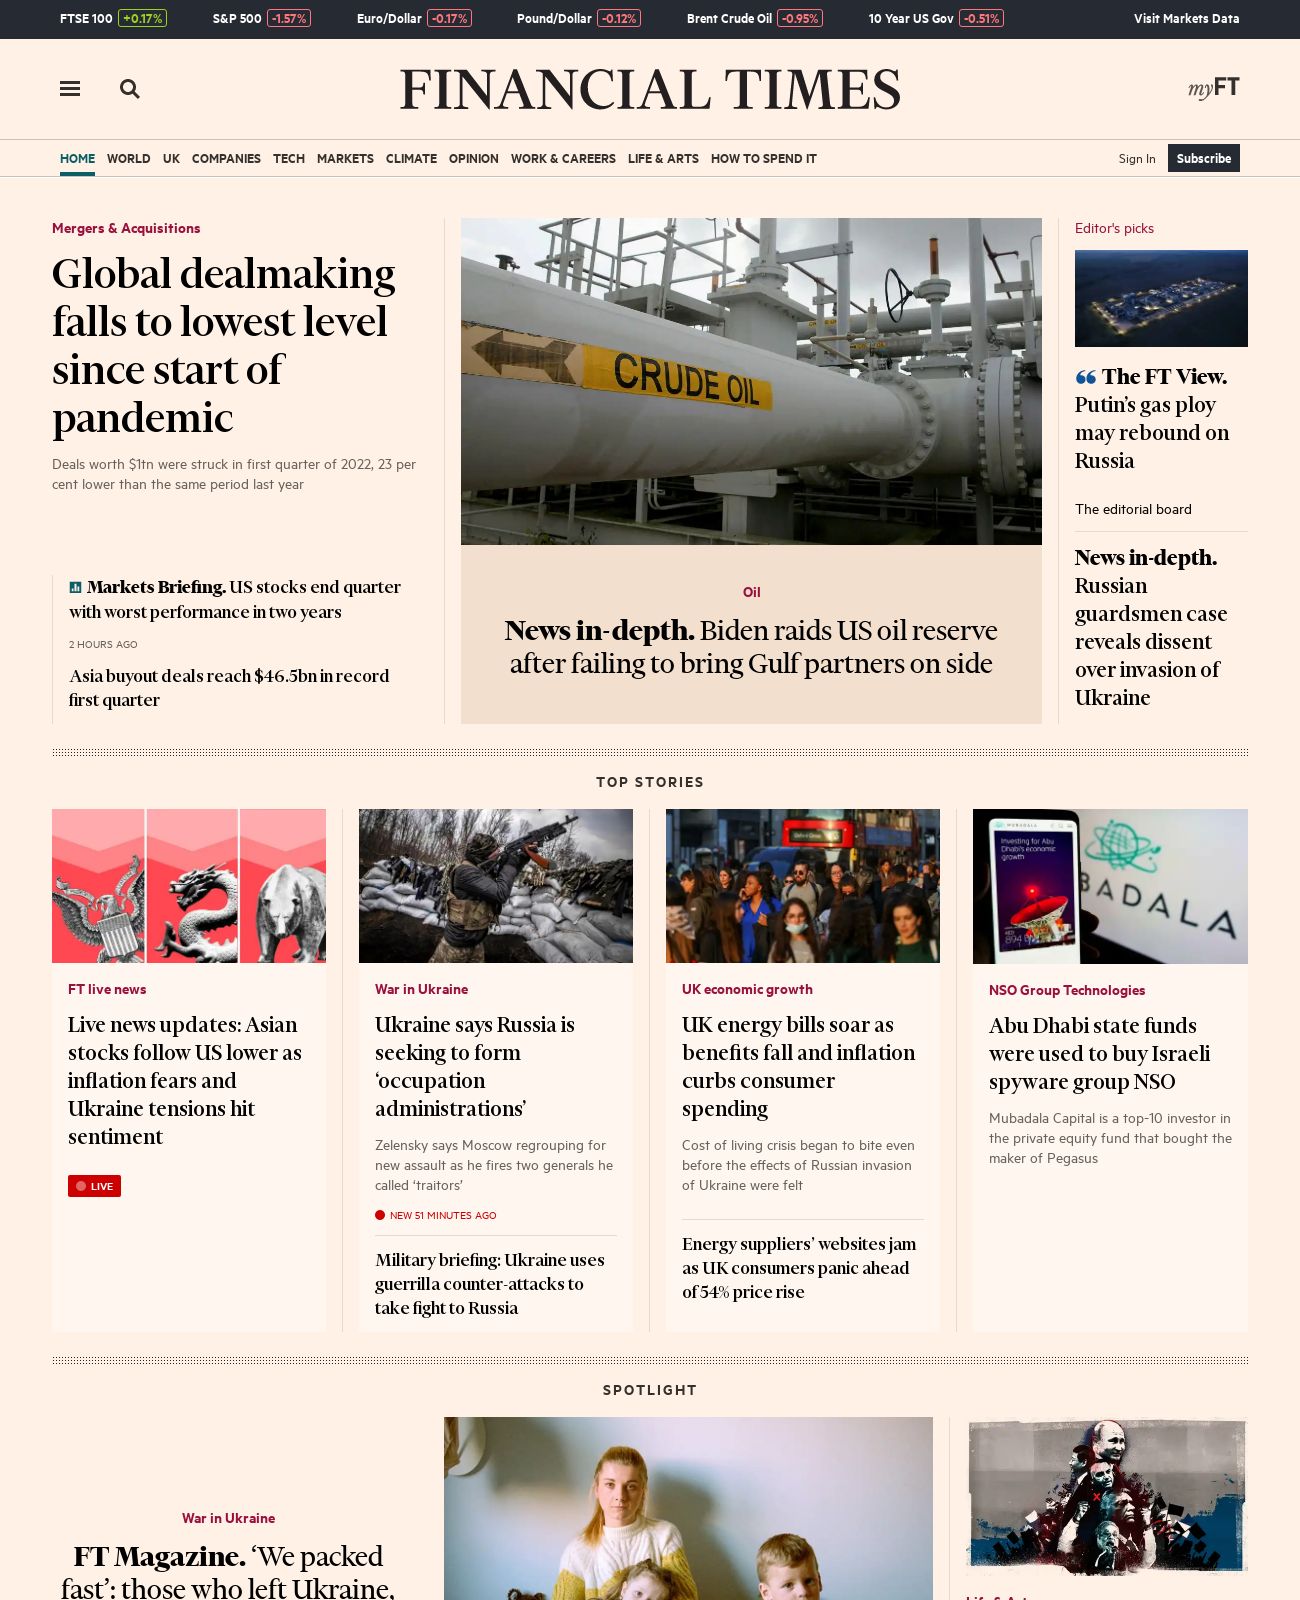 FTSE 100 +0.17% S&P 500 -1.57% Euro/Dollar -0.17% Pound/Dollar -0.12% Brent Crude Oil -0.95% 10 Year US Gov -0.51% Visit Markets Data
FINANCIAL TIMES
myFT
HOME WORLD UK COMPANIES TECH MARKETS CLIMATE OPINION WORK & CAREERS LIFE & ARTS HOW TO SPEND IT
Sign In Subscribe
Mergers & Acquisitions
Global dealmaking
falls to lowest level
since start of
pandemic
Deals worth $1tn were struck in first quarter of 2022, 23 per
cent lower than the same period last year
Markets Briefing. US stocks end quarter
with worst performance in two years
2 HOURS AGO
Asia buyout deals reach $46.5bn in record
first quarter
CRUDE OIL
Oil
News in-depth. Biden raids US oil reserve
after failing to bring Gulf partners on side
Editor's picks
“ The FT View.
Putin’s gas ploy
may rebound on
Russia
The editorial board
News in-depth.
Russian
guardsmen case
reveals dissent
over invasion of
Ukraine
TOP STORIES
FT live news
Live news updates: Asian
stocks follow US lower as
inflation fears and
Ukraine tensions hit
sentiment
LIVE
War in Ukraine
Ukraine says Russia is
seeking to form
‘occupation
administrations’
Zelensky says Moscow regrouping for
new assault as he fires two generals he
called ‘traitors’
NEW 51 MINUTES AGO
Military briefing: Ukraine uses
guerrilla counter-attacks to
take fight to Russia
UK economic growth
UK energy bills soar as
benefits fall and inflation
curbs consumer
spending
Cost of living crisis began to bite even
before the effects of Russian invasion
of Ukraine were felt
Energy suppliers’ websites jam
as UK consumers panic ahead
of 54% price rise
MUBADALA
Investing for Abu
Dhabi's economic
growth
BADALA
NSO Group Technologies
Abu Dhabi state funds
were used to buy Israeli
spyware group NSO
Mubadala Capital is a top-10 investor in
the private equity fund that bought the
maker of Pegasus
SPOTLIGHT
War in Ukraine
FT Magazine. ‘We packed
fast’: those who left Ukraine,